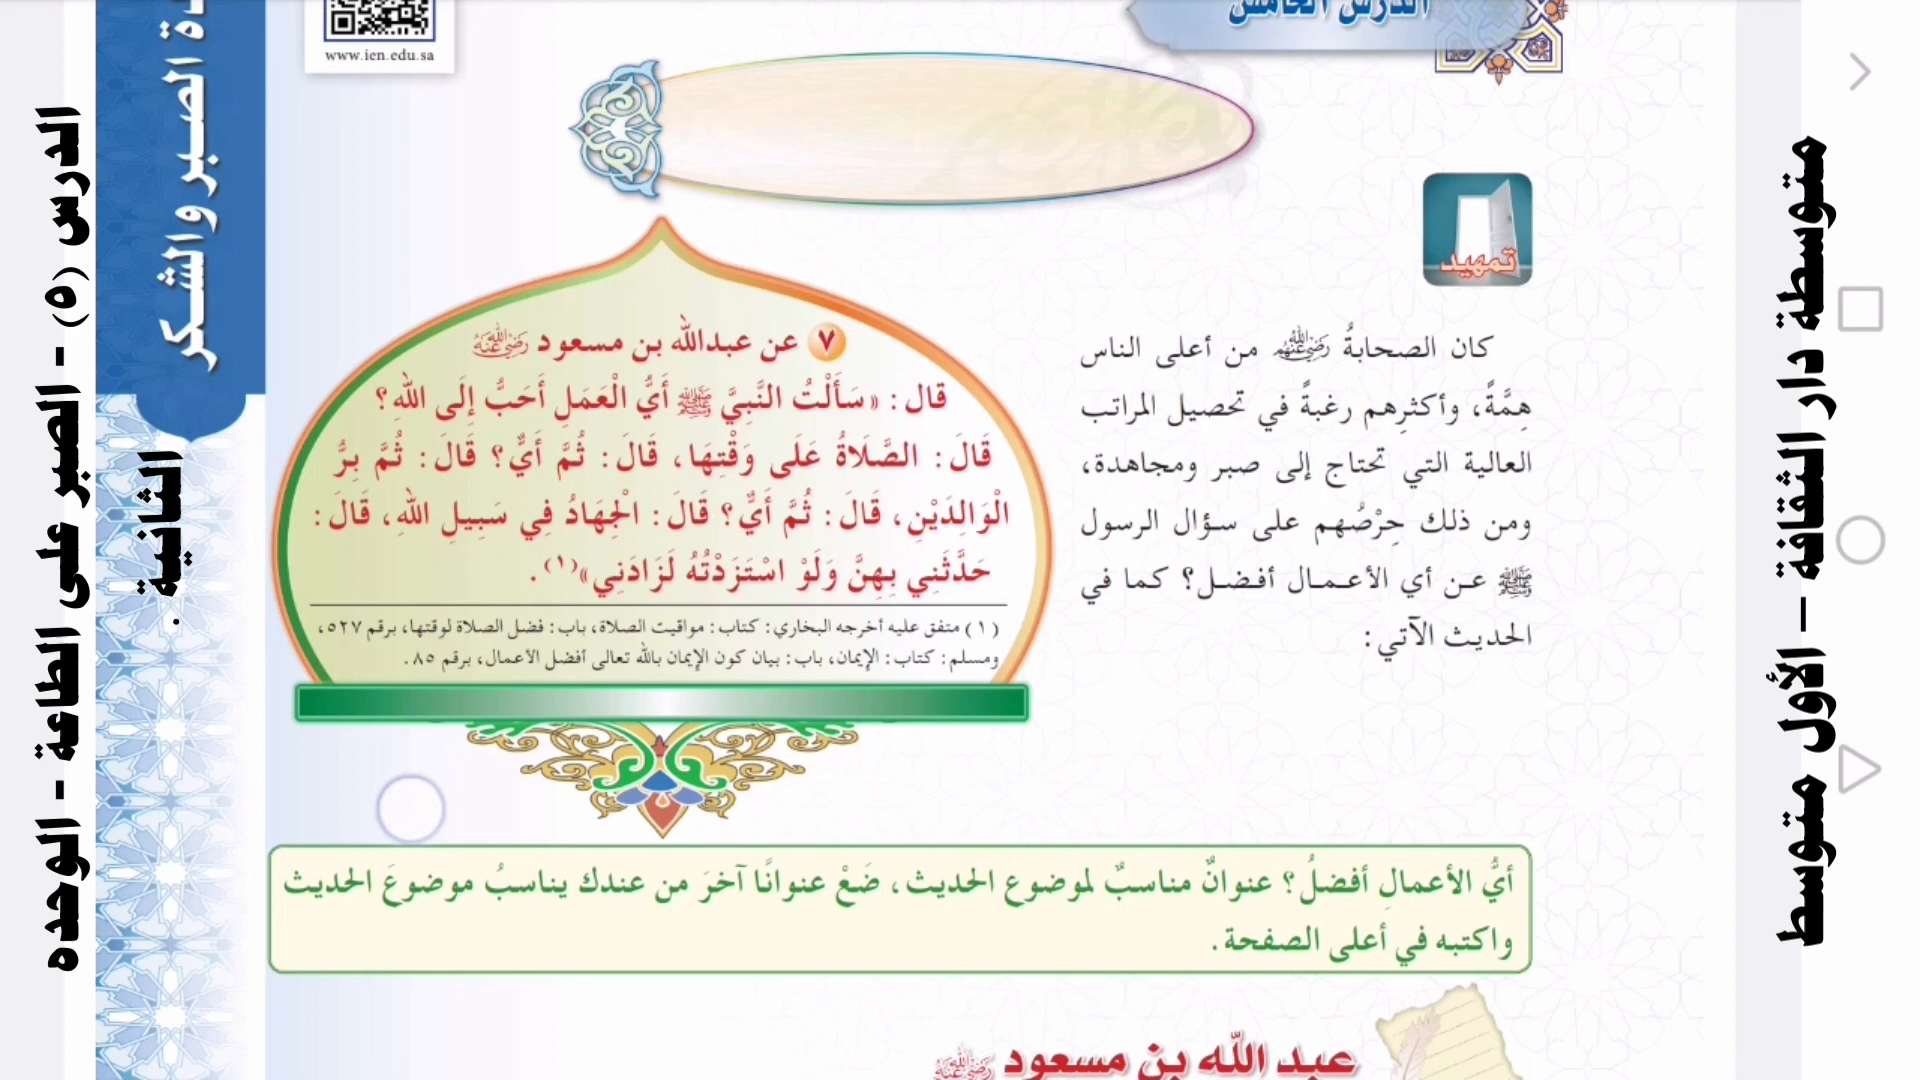 الدرس الخامس
www.ien.edu.sa
الصبر والشكر
متوسطة دار الثقافة – الأول متوسط
الدرس (٥) - الصبر على الطاعة - الوحده
الثانية .
تمهيد
كان الصحابةُ رضي الله عنهم من أعلى الناس
هِمَّةً، وأكثرِهم رغبةً في تحصيل المراتب
العالية التي تحتاج إلى صبر ومجاهدة،
ومن ذلك حِرْصُهم على سؤال الرسول
ﷺ عن أي الأعمال أفضل؟ كما في
الحديث الآتي:
٧ عن عبدالله بن مسعود رضي الله عنه
قال: «سَأَلْتُ النَّبِيَّ ﷺ أَيُّ الْعَمَلِ أَحَبُّ إِلَى اللهِ؟
قَالَ: الصَّلَاةُ عَلَى وَقْتِهَا، قَالَ: ثُمَّ أَيٌّ؟ قَالَ: ثُمَّ بِرُّ
الْوَالِدَيْنِ، قَالَ: ثُمَّ أَيٌّ؟ قَالَ: الْجِهَادُ فِي سَبِيلِ اللهِ، قَالَ:
حَدَّثَنِي بِهِنَّ وَلَوْ اسْتَزَدْتُهُ لَزَادَنِي»(١).
(١) متفق عليه أخرجه البخاري: كتاب: مواقيت الصلاة، باب: فضل الصلاة لوقتها، برقم ٥٢٧،
ومسلم: كتاب: الإيمان، باب: بيان كون الإيمان بالله تعالى أفضل الأعمال، برقم ٨٥.
أيُّ الأعمالِ أفضلُ؟ عنوانٌ مناسبٌ لموضوع الحديث، ضَعْ عنوانًا آخرَ من عندك يناسبُ موضوعَ الحديث
واكتبه في أعلى الصفحة.
عبد الله بن مسعود رضي الله عنه